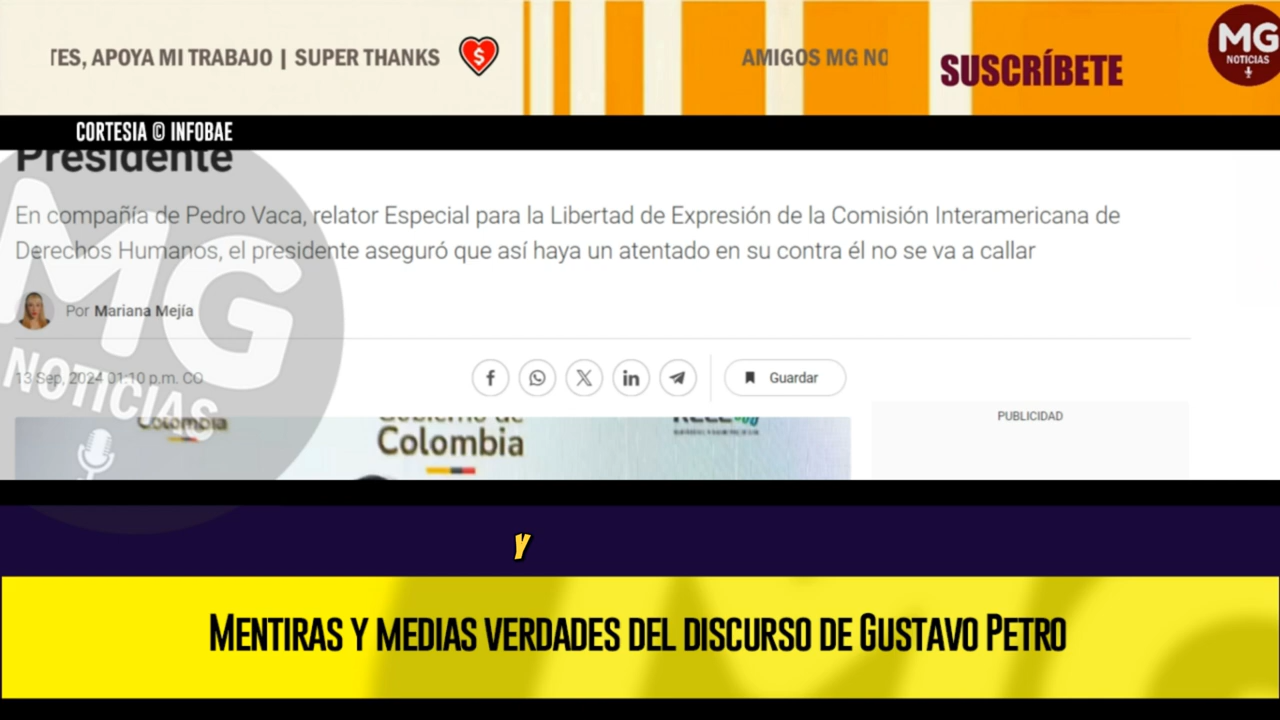 TES, APOYA MI TRABAJO | SUPER THANKS
AMIGOS MG NO
SUSCRÍBETE
MG
NOTICIAS
CORTESIA © INFOBAE
Presidente
En compañía de Pedro Vaca, relator Especial para la Libertad de Expresión de la Comisión Interamericana de
Derechos Humanos, el presidente aseguró que así haya un atentado en su contra él no se va a callar
Por Mariana Mejía
13 Sep, 2024 01:10 p.m. CO
Guardar
PUBLICIDAD
MG
NOTICIAS
Colombia
Gobierno de
Colombia
Y
MENTIRAS Y MEDIAS VERDADES DEL DISCURSO DE GUSTAVO PETRO